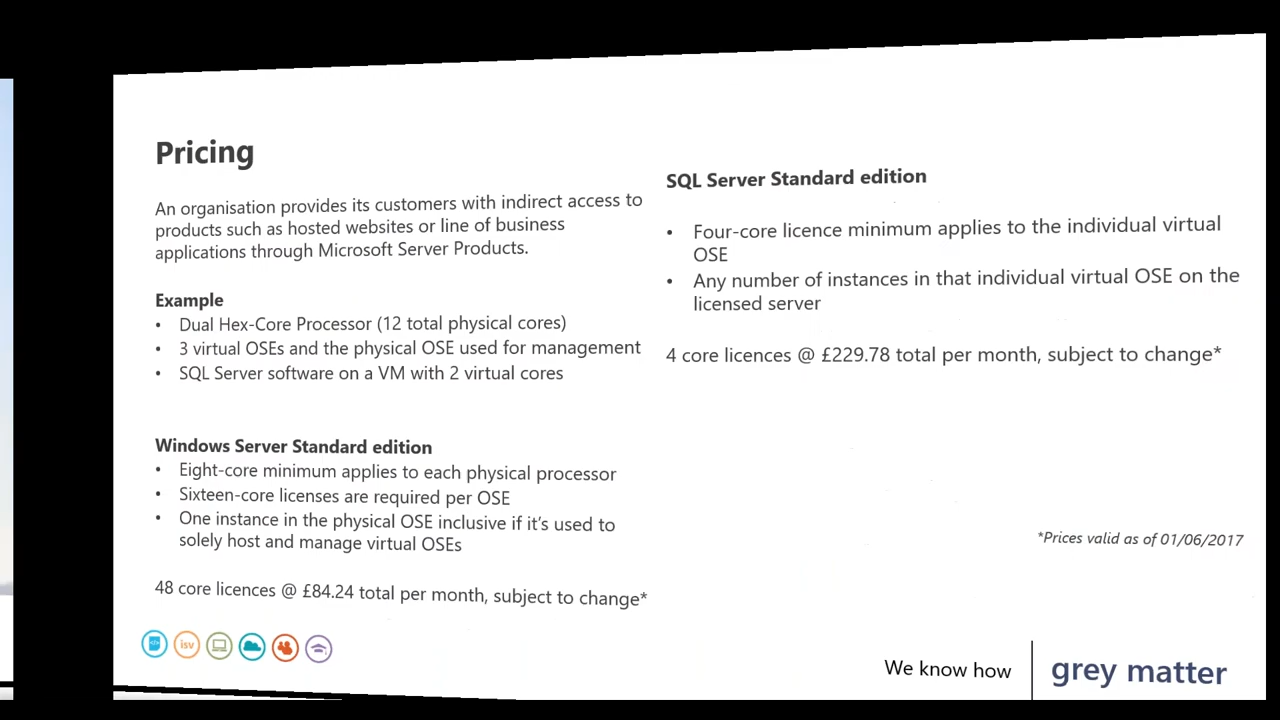 Pricing
An organisation provides its customers with indirect access to
products such as hosted websites or line of business
applications through Microsoft Server Products.
Example
• Dual Hex-Core Processor (12 total physical cores)
• 3 virtual OSEs and the physical OSE used for management
• SQL Server software on a VM with 2 virtual cores
Windows Server Standard edition
• Eight-core minimum applies to each physical processor
• Sixteen-core licenses are required per OSE
• One instance in the physical OSE inclusive if it's used to
solely host and manage virtual OSEs
48 core licences @ £84.24 total per month, subject to change*
SQL Server Standard edition
• Four-core licence minimum applies to the individual virtual
OSE
• Any number of instances in that individual virtual OSE on the
licensed server
4 core licences @ £229.78 total per month, subject to change*
*Prices valid as of 01/06/2017
isv
We know how
grey matter